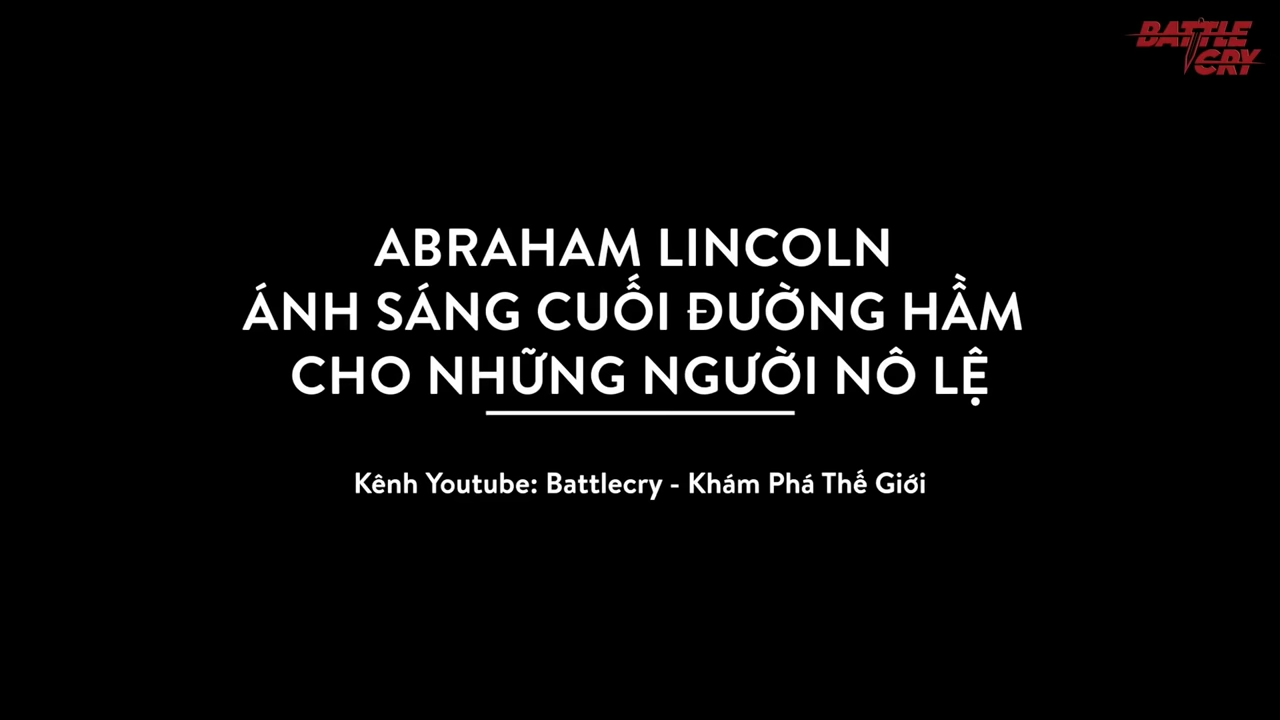 BATTLE
CRY
ABRAHAM LINCOLN
ÁNH SÁNG CUỐI ĐƯỜNG HẦM
CHO NHỮNG NGƯỜI NÔ LỆ
Kênh Youtube: Battlecry - Khám Phá Thế Giới